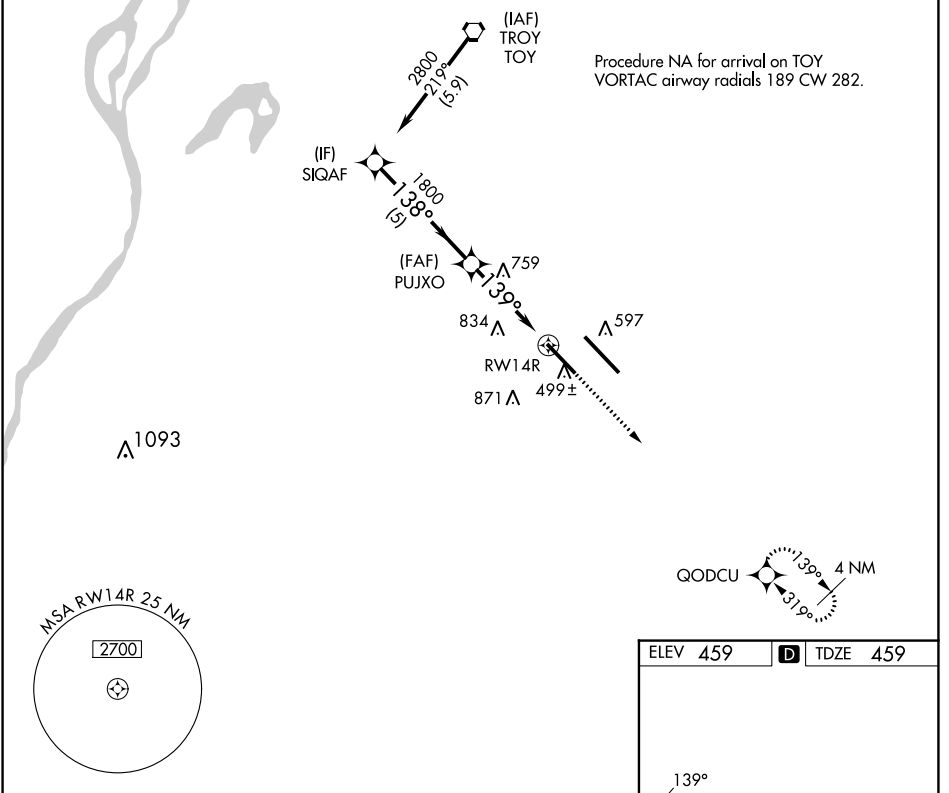 (IAF)
TROY
TOY
Procedure NA for arrival on TOY
VORTAC airway radials 189 CW 282.
2800
219°
(5.9)
(IF)
SIQAF
1800
138°
(5)
(FAF)
PUJXO
759
139°
834
597
RW14R
499±
871
1093
QODCU
139°
4 NM
319°
MSA RW14R 25 NM
2700
ELEV 459
D
TDZE 459
139°